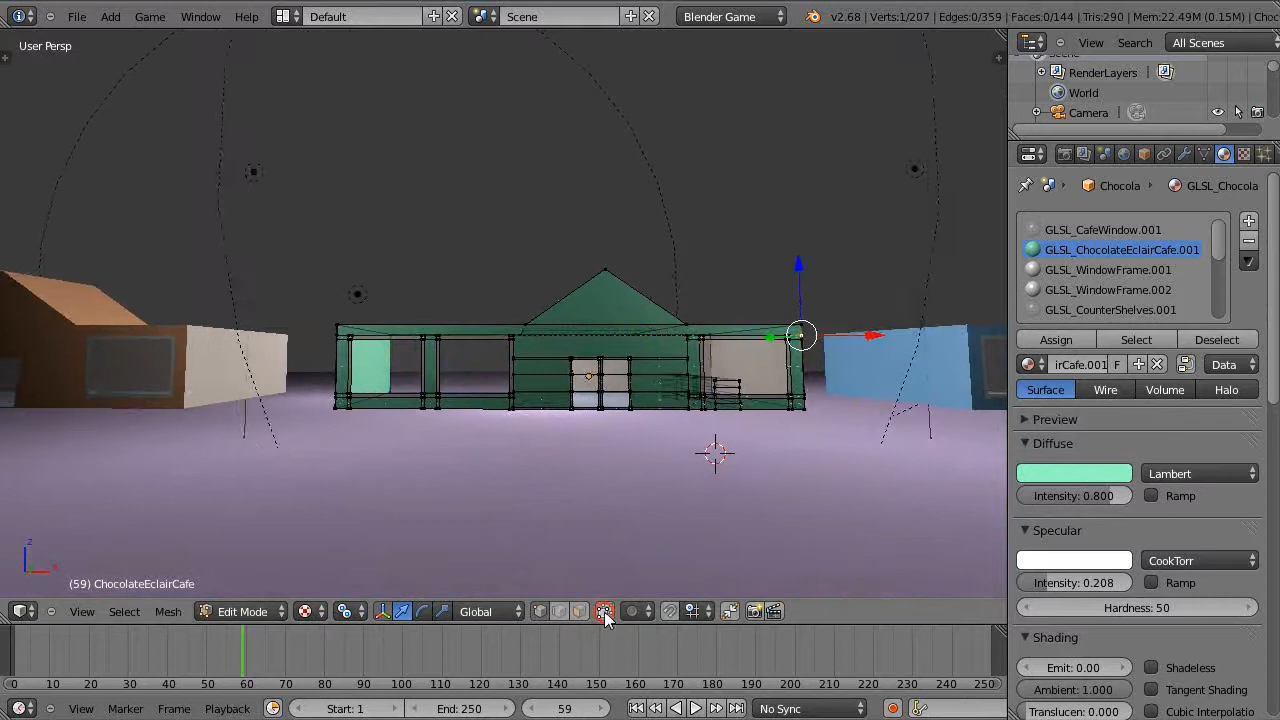 File Add Game Window Help Default Scene Blender Game v2.68 | Verts:1/207 | Edges:0/359 | Faces:0/144 | Tris:290 | Mem:22.49M (0.15M) | Choc
User Persp
View Search All Scenes
RenderLayers
World
Camera
Chocola GLSL_Chocola
GLSL_CafeWindow.001
GLSL_ChocolateEclairCafe.001
GLSL_WindowFrame.001
GLSL_WindowFrame.002
GLSL_CounterShelves.001
Assign Select Deselect
irCafe.001 F Data
Surface Wire Volume Halo
Preview
Diffuse
Lambert
Intensity: 0.800 Ramp
Specular
CookTorr
Intensity: 0.208 Ramp
Hardness: 50
Shading
Emit: 0.00 Shadeless
Ambient: 1.000 Tangent Shading
Translucen: 0.000 Cubic Interpolatio
z
x
(59) ChocolateEclairCafe
View Select Mesh Edit Mode Global
0 10 20 30 40 50 60 70 80 90 100 110 120 130 140 150 160 170 180 190 200 210 220 230 240 250
View Marker Frame Playback Start: 1 End: 250 59 No Sync